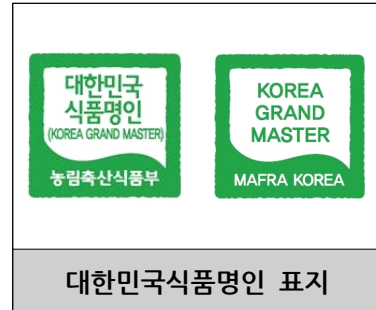 대한민국
식품명인
(KOREA GRAND MASTER)
농림축산식품부
KOREA
GRAND
MASTER
MAFRA KOREA
대한민국식품명인 표지